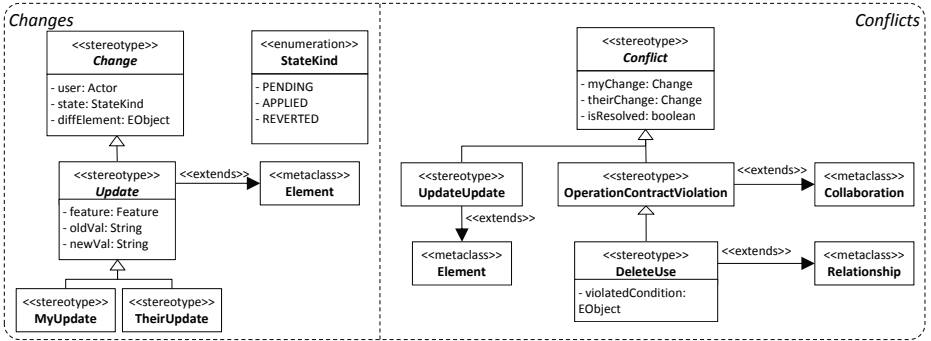 Changes
<<stereotype>>
Change
- user: Actor
- state: StateKind
- diffElement: EObject
<<enumeration>>
StateKind
- PENDING
- APPLIED
- REVERTED
<<stereotype>>
Update
- feature: Feature
- oldVal: String
- newVal: String
<<extends>>
<<metaclass>>
Element
<<stereotype>>
MyUpdate
<<stereotype>>
TheirUpdate
Conflicts
<<stereotype>>
Conflict
- myChange: Change
- theirChange: Change
- isResolved: boolean
<<stereotype>>
UpdateUpdate
<<extends>>
<<metaclass>>
Element
<<stereotype>>
OperationContractViolation
<<extends>>
<<metaclass>>
Collaboration
<<stereotype>>
DeleteUse
- violatedCondition:
EObject
<<extends>>
<<metaclass>>
Relationship